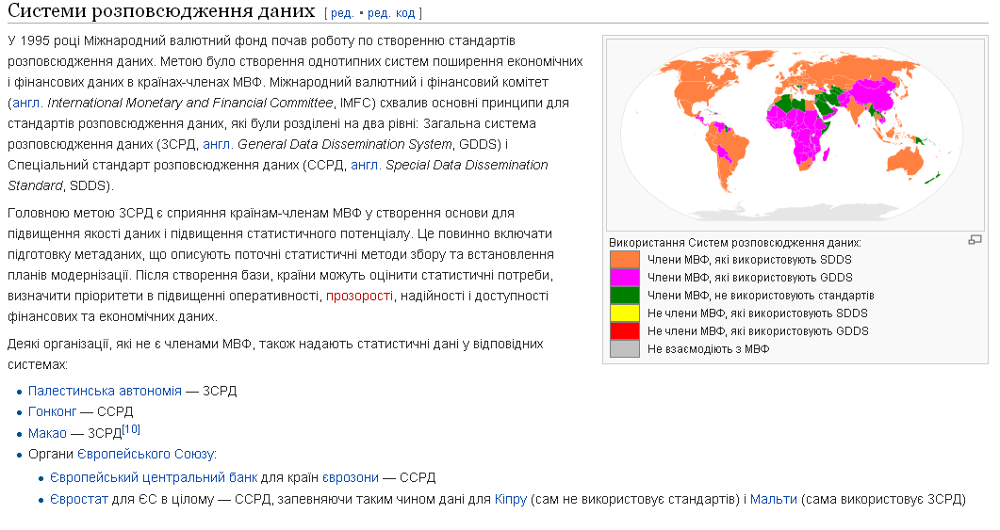 Системи розповсюдження даних [ ред. • ред. код ]
У 1995 році Міжнародний валютний фонд почав роботу по створенню стандартів
розповсюдження даних. Метою було створення однотипних систем поширення економічних
і фінансових даних в країнах-членах МВФ. Міжнародний валютний і фінансовий комітет
(англ. International Monetary and Financial Committee, IMFC) схвалив основні принципи для
стандартів розповсюдження даних, які були розділені на два рівні: Загальна система
розповсюдження даних (ЗСРД, англ. General Data Dissemination System, GDDS) і
Спеціальний стандарт розповсюдження даних (ССРД, англ. Special Data Dissemination
Standard, SDDS).
Головною метою ЗСРД є сприяння країнам-членам МВФ у створення основи для
підвищення якості даних і підвищення статистичного потенціалу. Це повинно включати
підготовку метаданих, що описують поточні статистичні методи збору та встановлення
планів модернізації. Після створення бази, країни можуть оцінити статистичні потреби,
визначити пріоритети в підвищенні оперативності, прозорості, надійності і доступності
фінансових та економічних даних.
Деякі організації, які не є членами МВФ, також надають статистичні дані у відповідних
системах:
Палестинська автономія — ЗСРД
Гонконг — ССРД
Макао — ЗСРД[10]
Органи Європейського Союзу:
Європейський центральний банк для країн єврозони — ССРД
Євростат для ЄС в цілому — ССРД, запевняючи таким чином дані для Кіпру (сам не використовує стандартів) і Мальти (сама використовує ЗСРД)
Використання Систем розповсюдження даних:
Члени МВФ, які використовують SDDS
Члени МВФ, які використовують GDDS
Члени МВФ, не використовують стандартів
Не члени МВФ, які використовують SDDS
Не члени МВФ, які використовують GDDS
Не взаємодіють з МВФ